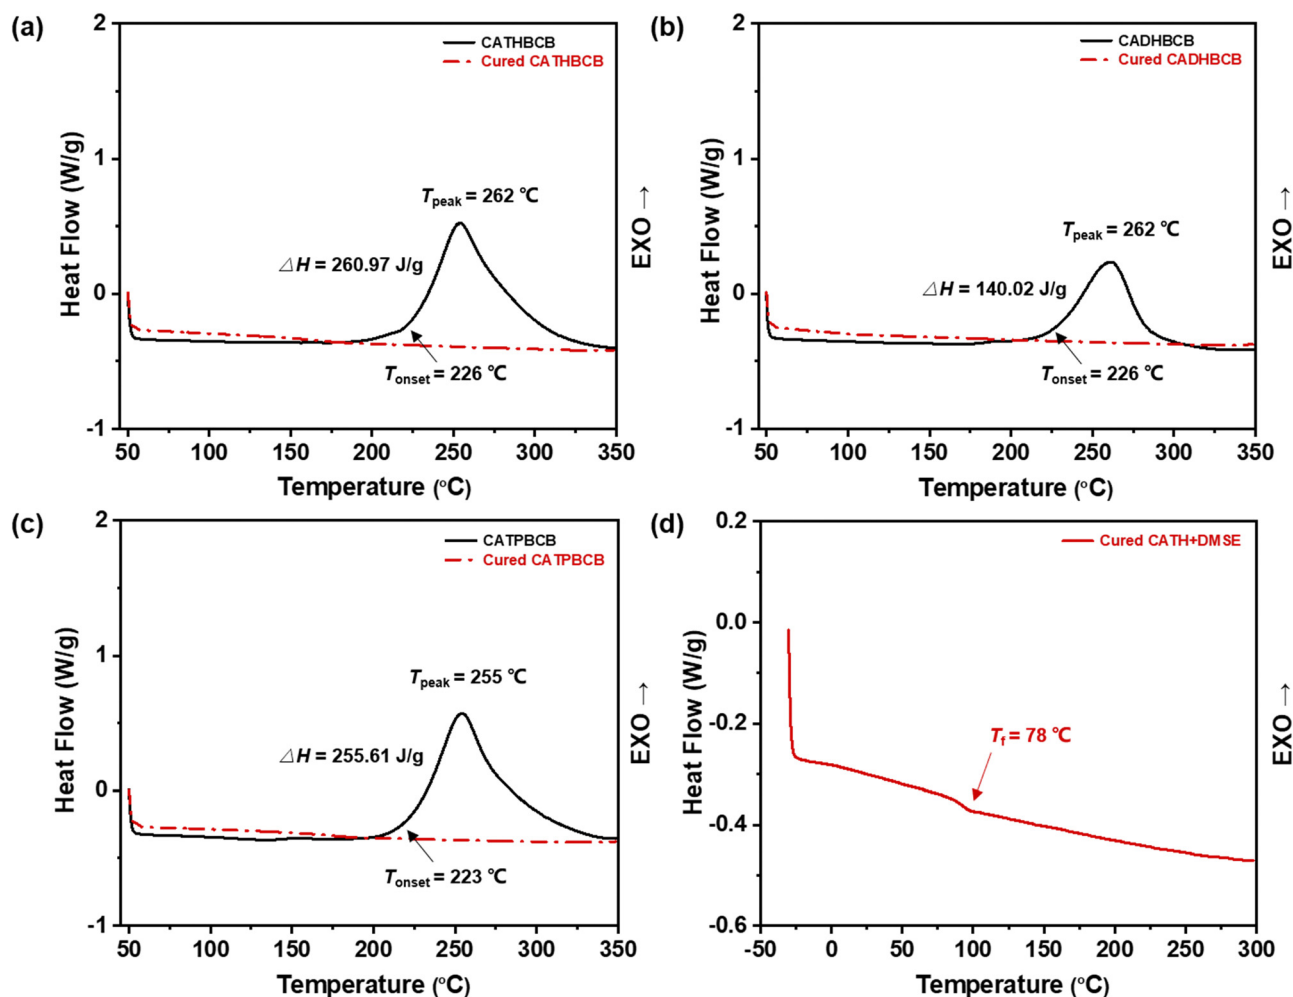 (a)
2
1
0
-1
Heat Flow (W/g)
CATHBCB
Cured CATHBCB
Tpeak = 262 ℃
△H = 260.97 J/g
Tonset = 226 ℃
50 100 150 200 250 300 350
Temperature (°C)
EXO →
(b)
2
1
0
-1
Heat Flow (W/g)
CADHBCB
Cured CADHBCB
Tpeak = 262 ℃
△H = 140.02 J/g
Tonset = 226 ℃
50 100 150 200 250 300 350
Temperature (°C)
EXO →
(c)
2
1
0
-1
Heat Flow (W/g)
CATPBCB
Cured CATPBCB
Tpeak = 255 ℃
△H = 255.61 J/g
Tonset = 223 ℃
50 100 150 200 250 300 350
Temperature (°C)
EXO →
(d)
0.2
0.0
-0.2
-0.4
-0.6
Heat Flow (W/g)
Cured CATH+DMSE
Tf = 78 ℃
-50 0 50 100 150 200 250 300
Temperature (°C)
EXO →